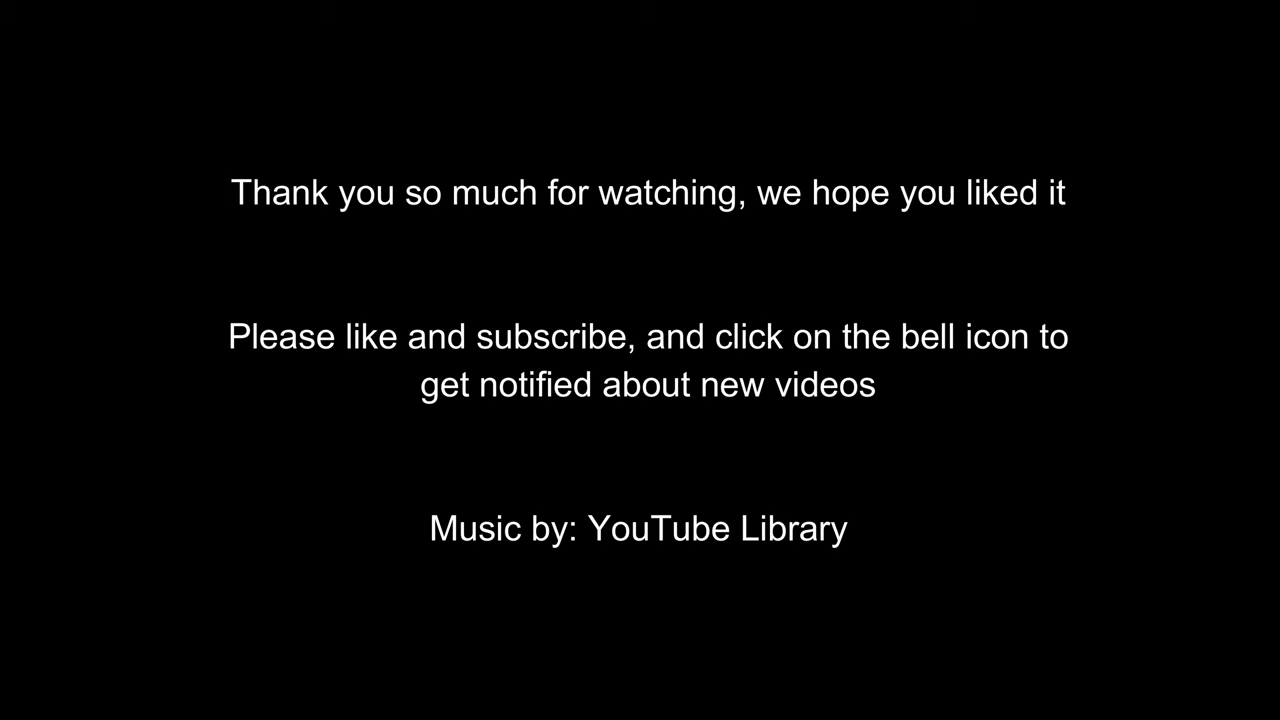 Thank you so much for watching, we hope you liked it
Please like and subscribe, and click on the bell icon to
get notified about new videos
Music by: YouTube Library